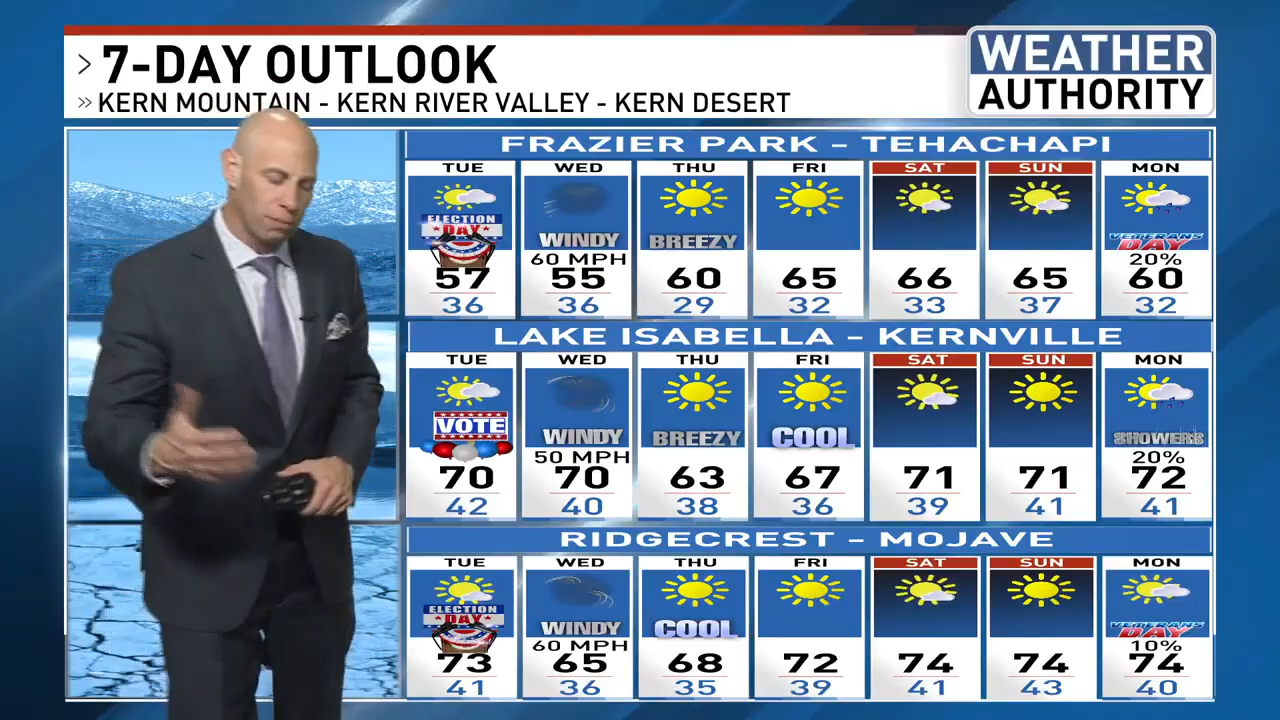 > 7-DAY OUTLOOK
» KERN MOUNTAIN - KERN RIVER VALLEY - KERN DESERT
WEATHER
AUTHORITY
FRAZIER PARK - TEHACHAPI
TUE WED THU FRI SAT SUN MON
ELECTION DAY WINDY BREEZY VETERANS DAY
60 MPH 20%
57 55 60 65 66 65 60
36 36 29 32 33 37 32
LAKE ISABELLA - KERNVILLE
TUE WED THU FRI SAT SUN MON
VOTE WINDY BREEZY COOL SHOWERS
50 MPH 20%
70 70 63 67 71 71 72
42 40 38 36 39 41 41
RIDGECREST - MOJAVE
TUE WED THU FRI SAT SUN MON
ELECTION DAY WINDY COOL VETERANS DAY
60 MPH 10%
73 65 68 72 74 74 74
41 36 35 39 41 43 40